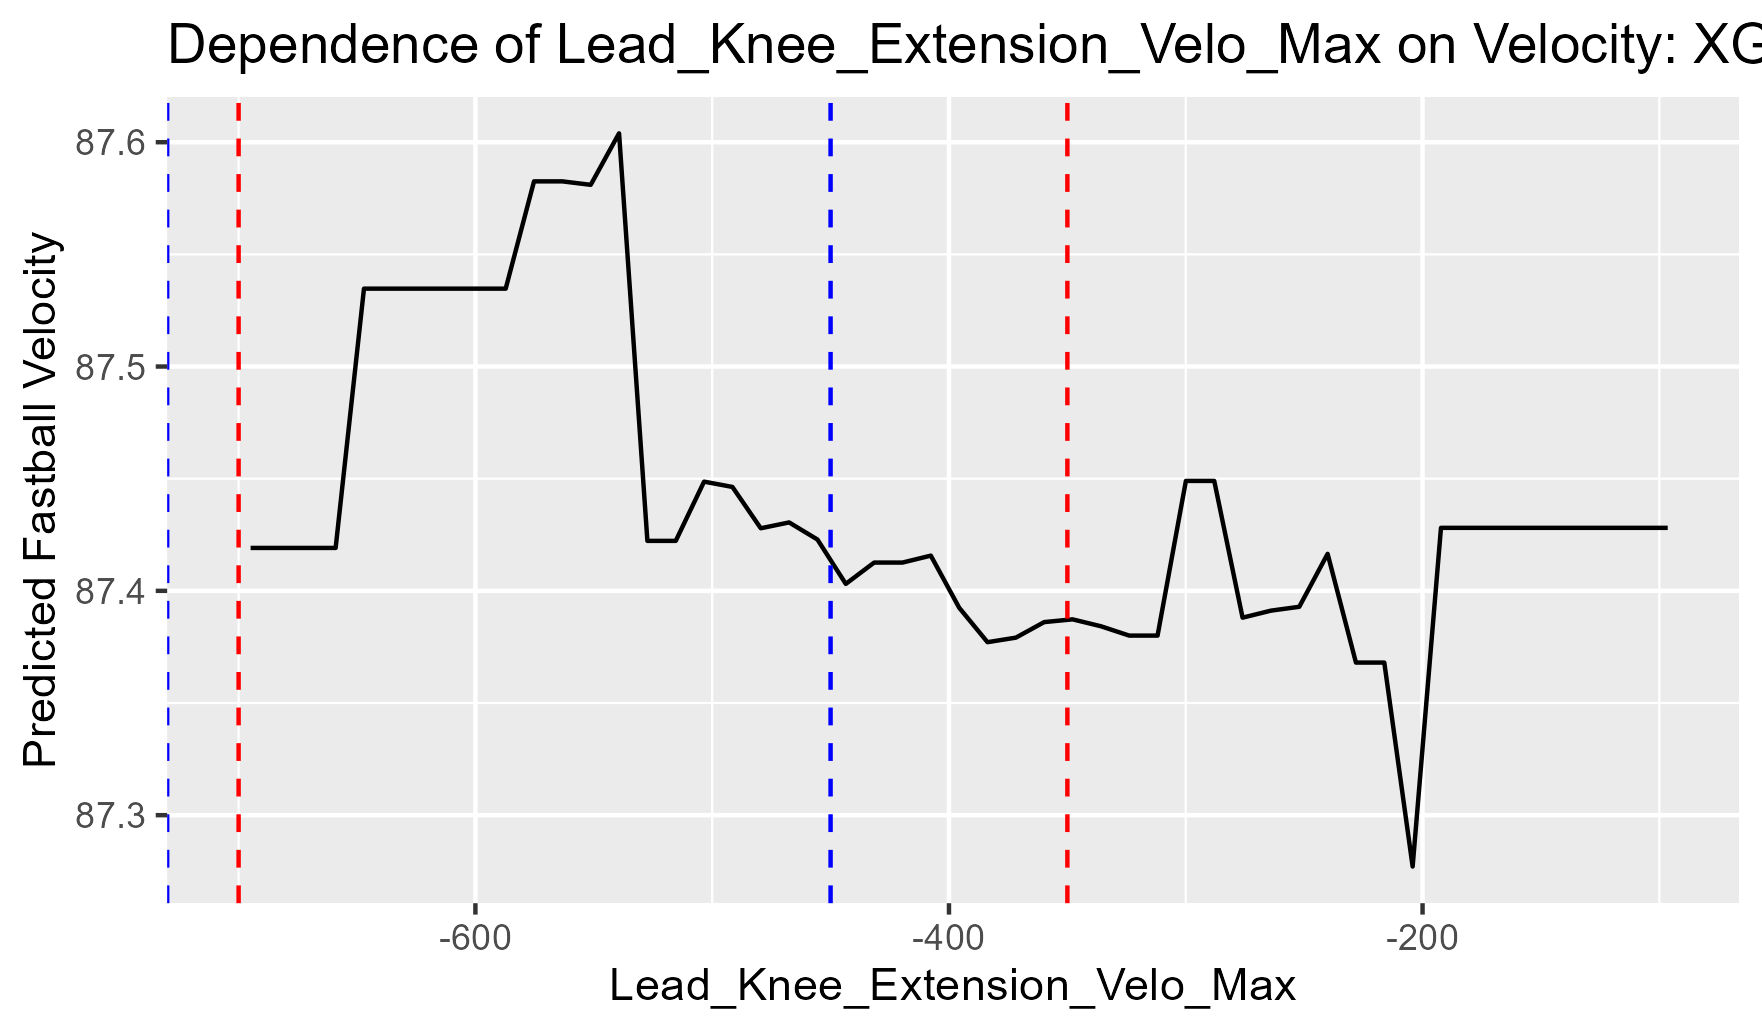 Dependence of Lead_Knee_Extension_Velo_Max on Velocity: XG
87.6
87.5
87.4
87.3
Predicted Fastball Velocity
-600 -400 -200
Lead_Knee_Extension_Velo_Max